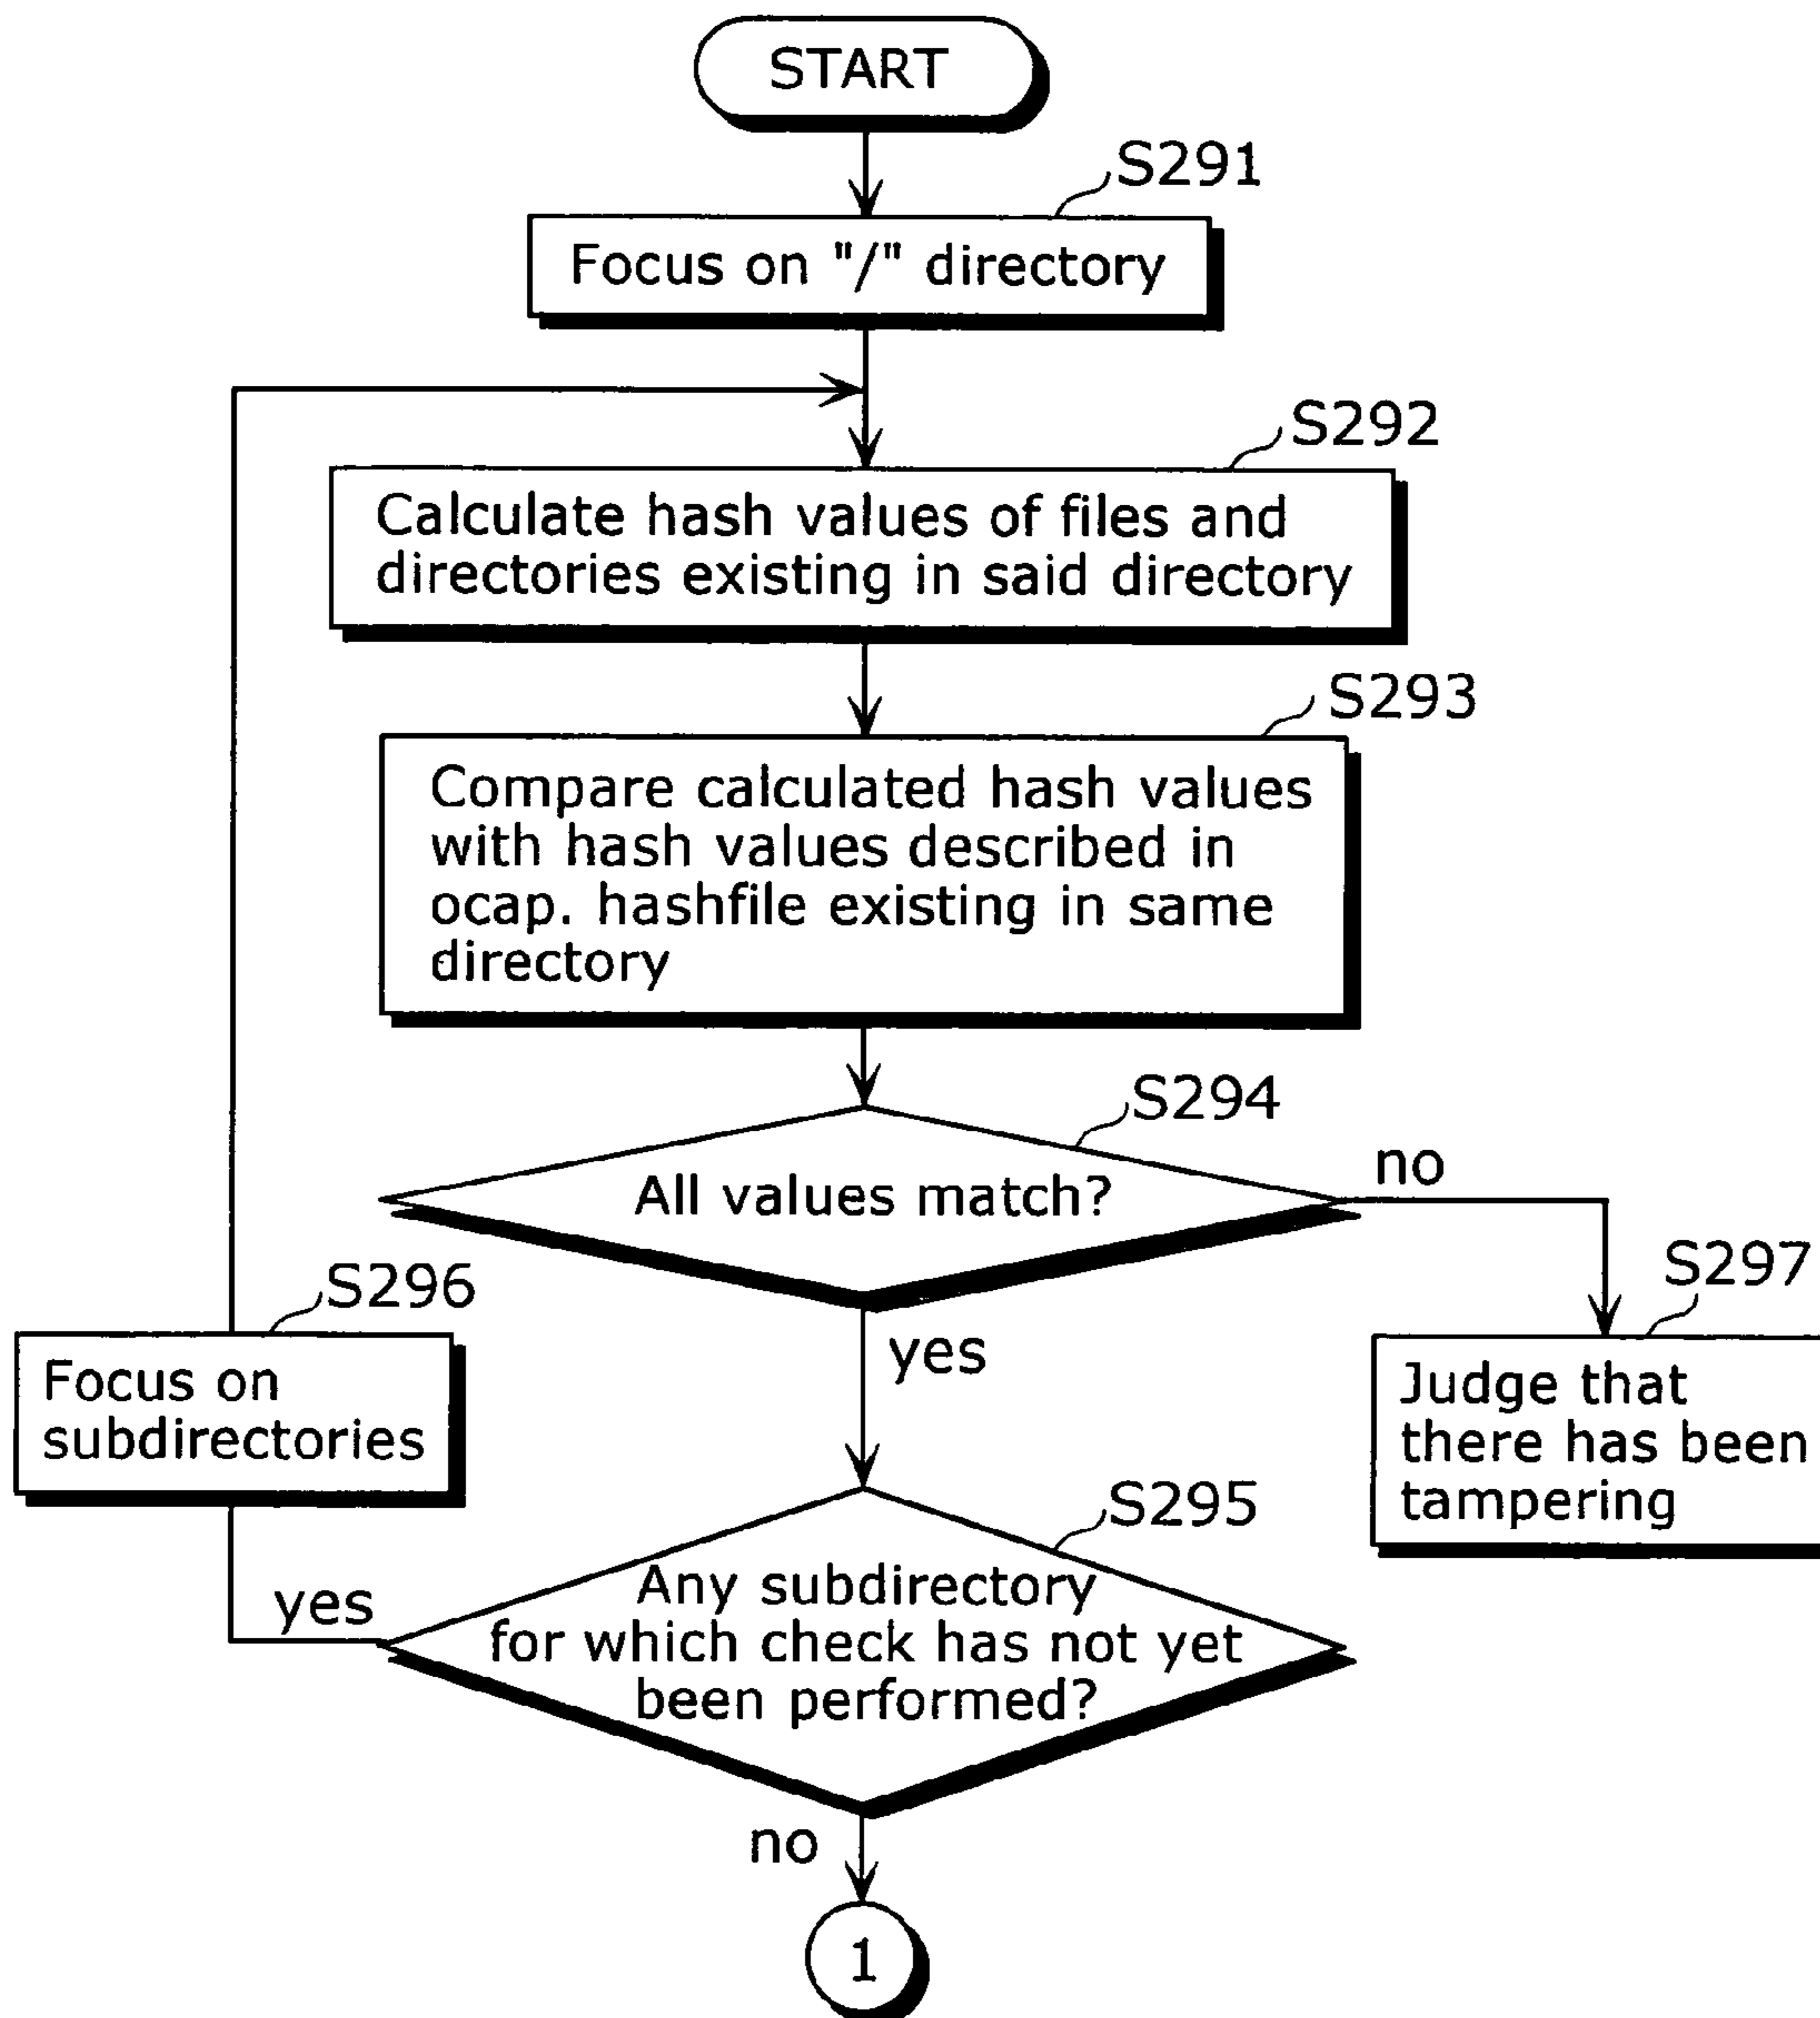 START
S291
Focus on "/" directory
S292
Calculate hash values of files and
directories existing in said directory
S293
Compare calculated hash values
with hash values described in
ocap. hashfile existing in same
directory
S294
All values match?
no
S297
Judge that
there has been
tampering
yes
S296
Focus on
subdirectories
S295
Any subdirectory
for which check has not yet
been performed?
yes
no
1